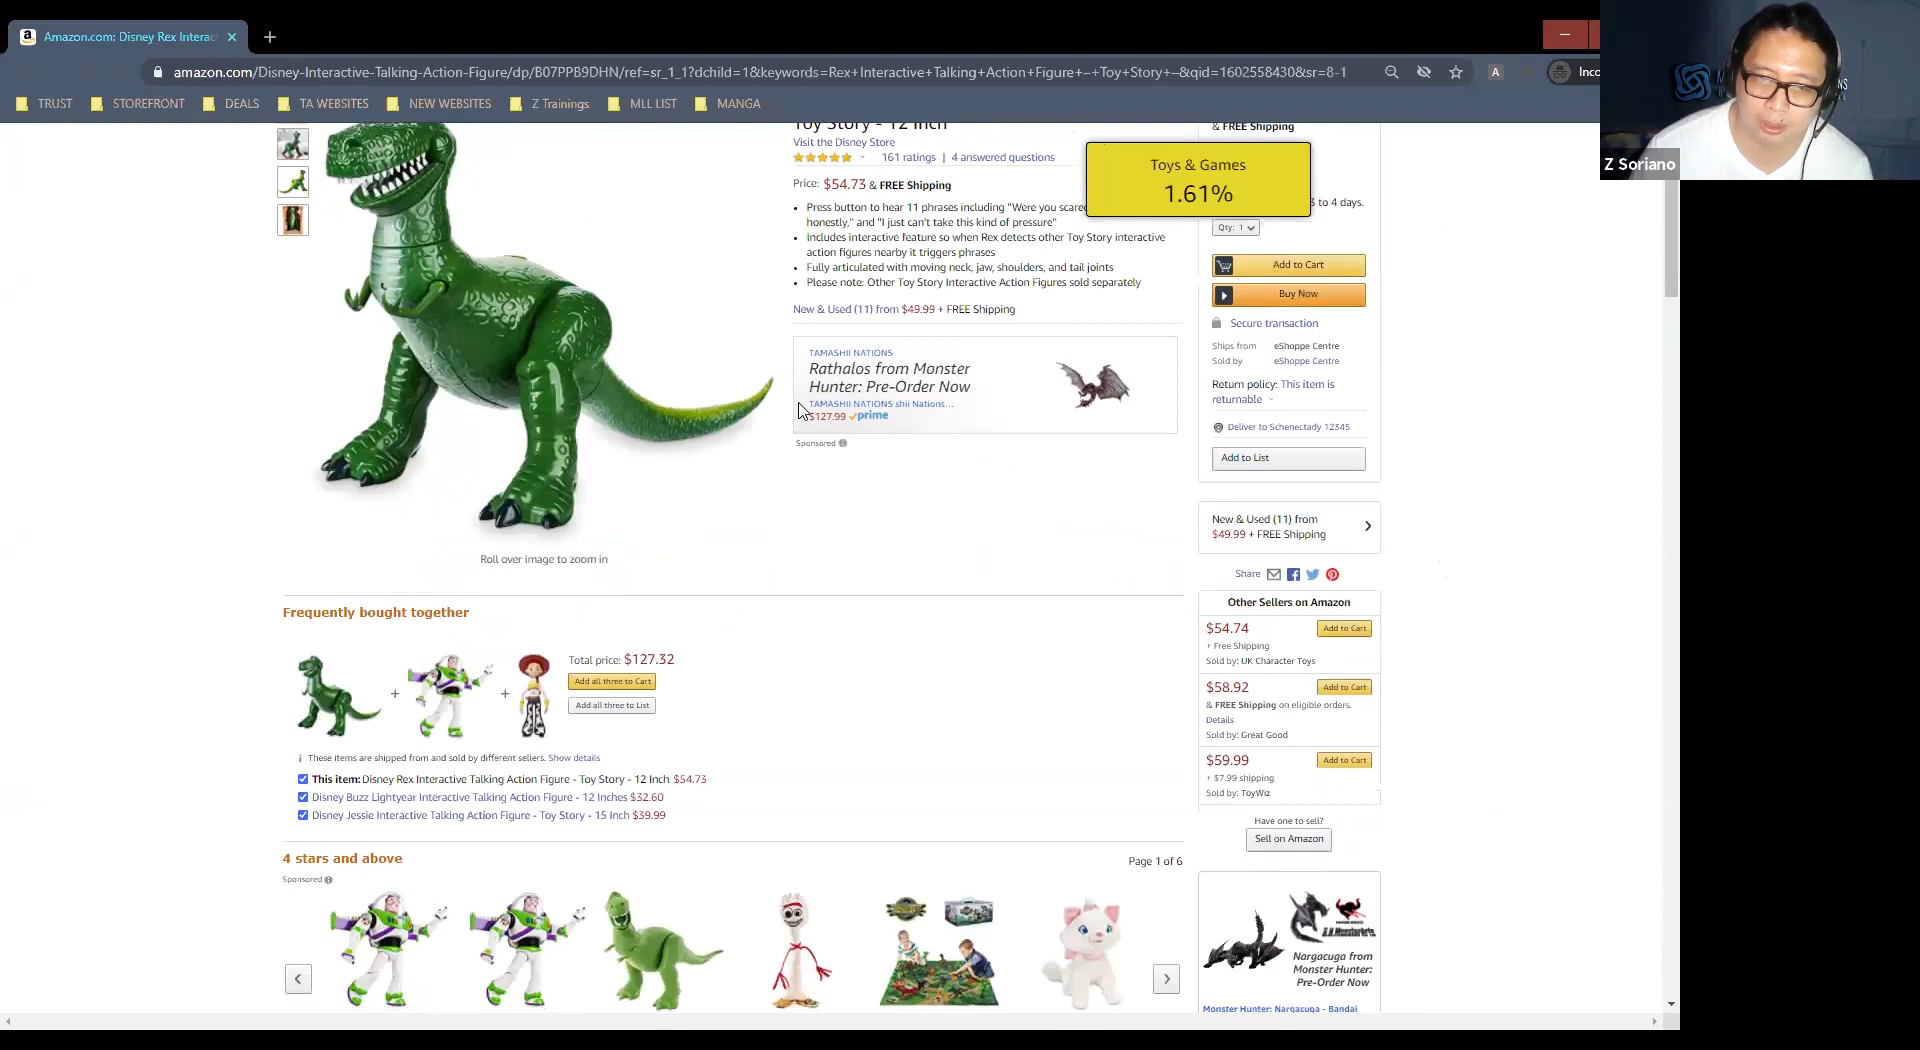 Amazon.com: Disney Rex Interac
amazon.com/Disney-Interactive-Talking-Action-Figure/dp/B07PPB9DHN/ref=sr_1_1?dchild=1&keywords=Rex+Interactive+Talking+Action+Figure+–+Toy+Story+–&qid=1602558430&sr=8-1
A
Inco
TRUST
STOREFRONT
DEALS
TA WEBSITES
NEW WEBSITES
Z Trainings
MLL LIST
MANGA
Z Soriano
Toy Story - 12 Inch
Visit the Disney Store
161 ratings | 4 answered questions
Price: $54.73 & FREE Shipping
• Press button to hear 11 phrases including "Were you scared
honestly," and "I just can't take this kind of pressure"
• Includes interactive feature so when Rex detects other Toy Story interactive
action figures nearby it triggers phrases
• Fully articulated with moving neck, jaw, shoulders, and tail joints
• Please note: Other Toy Story Interactive Action Figures sold separately
New & Used (11) from $49.99 + FREE Shipping
TAMASHII NATIONS
Rathalos from Monster
Hunter: Pre-Order Now
TAMASHII NATIONS shii Nations...
$127.99 prime
Sponsored
Toys & Games
1.61%
& FREE Shipping
3 to 4 days.
Qty: 1
Add to Cart
Buy Now
Secure transaction
Ships from eShoppe Centre
Sold by eShoppe Centre
Return policy: This item is
returnable
Deliver to Schenectady 12345
Add to List
New & Used (11) from
$49.99 + FREE Shipping
Share
Other Sellers on Amazon
$54.74 Add to Cart
+ Free Shipping
Sold by: UK Character Toys
$58.92 Add to Cart
& FREE Shipping on eligible orders.
Details
Sold by: Great Good
$59.99 Add to Cart
+ $7.99 shipping
Sold by: ToyWiz
Have one to sell?
Sell on Amazon
Roll over image to zoom in
Frequently bought together
Total price: $127.32
Add all three to Cart
Add all three to List
+ +
These items are shipped from and sold by different sellers. Show details
This item: Disney Rex Interactive Talking Action Figure - Toy Story - 12 Inch $54.73
Disney Buzz Lightyear Interactive Talking Action Figure - 12 Inches $32.60
Disney Jessie Interactive Talking Action Figure - Toy Story - 15 Inch $39.99
4 stars and above
Page 1 of 6
Sponsored
Nargacuga from
Monster Hunter:
Pre-Order Now
Monster Hunter: Nargacuga - Bandai